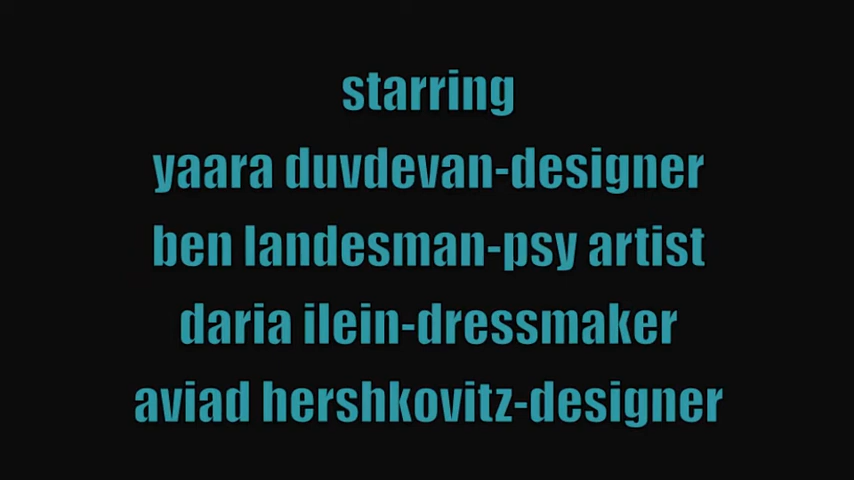 starring
yaara duvdevan-designer
ben landesman-psy artist
daria ilein-dressmaker
aviad hershkovitz-designer